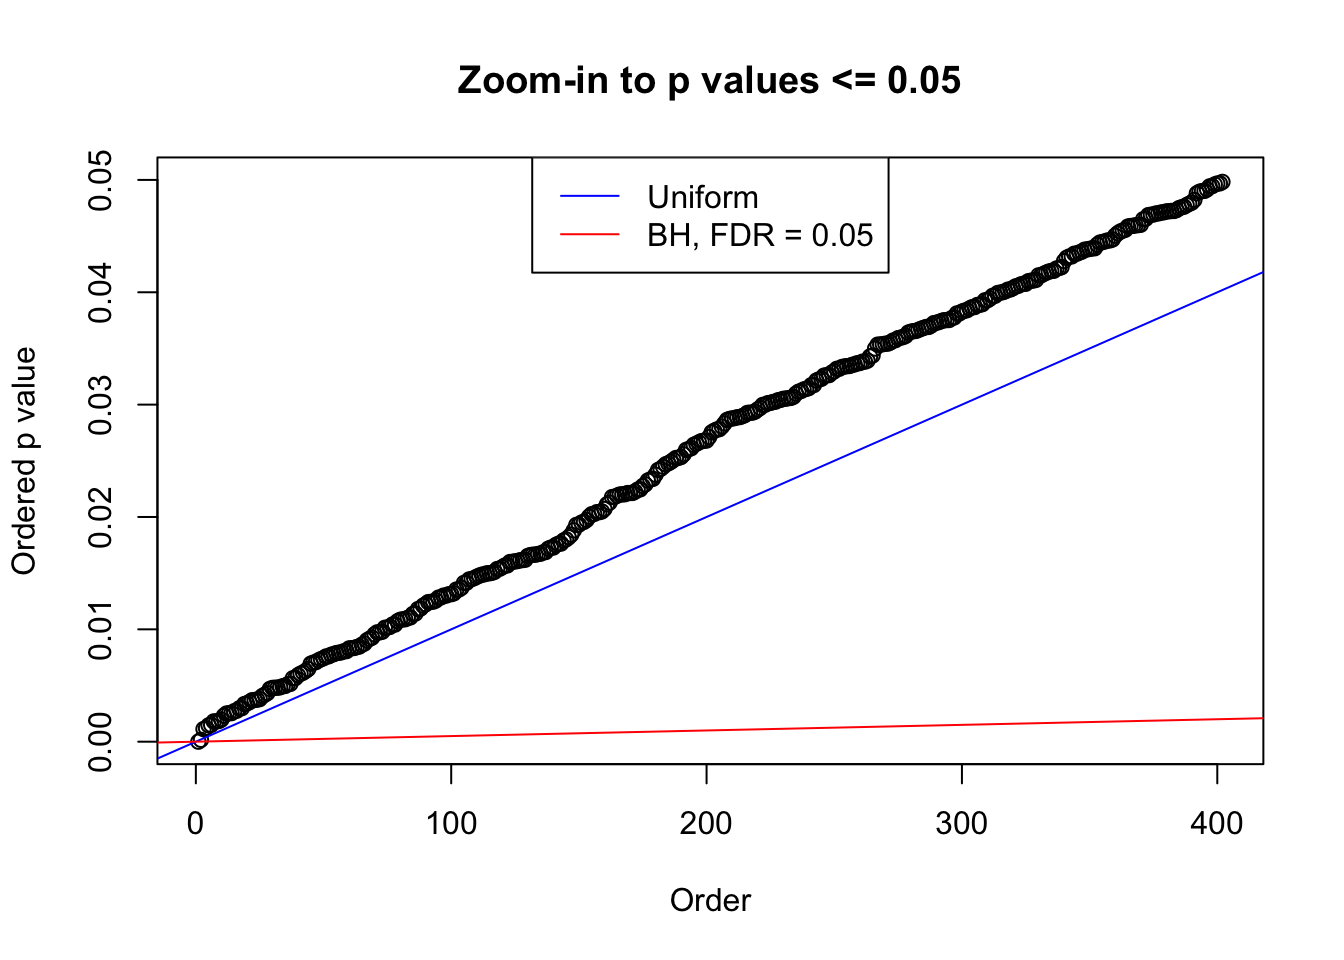 Zoom-in to p values <= 0.05
Uniform
BH, FDR = 0.05
Ordered p value
0.05
0.04
0.03
0.02
0.01
0.00
0 100 200 300 400
Order